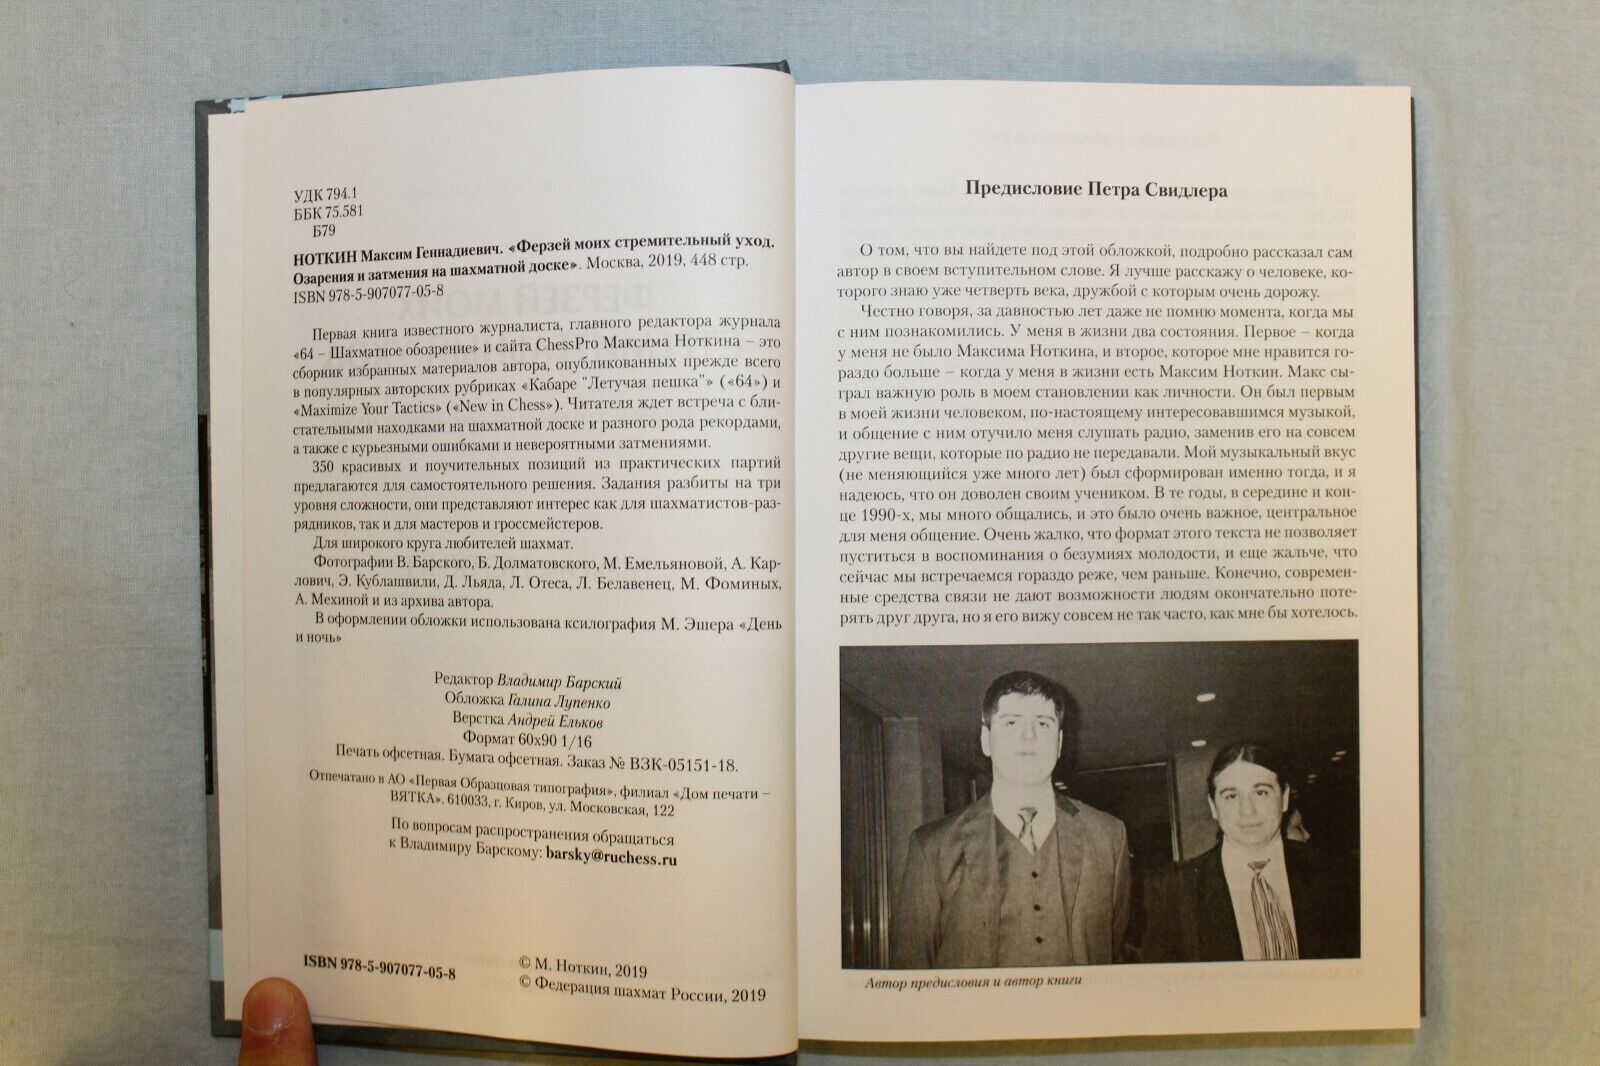 УДК 794.1
ББК 75.581
Б79
НОТКИН Максим Геннадиевич. «Ферзей моих стремительный уход.
Озарения и затмения на шахматной доске». Москва, 2019, 448 стр.
ISBN 978-5-907077-05-8
Первая книга известного журналиста, главного редактора журнала
«64 – Шахматное обозрение» и сайта ChessPro Максима Ноткина – это
сборник избранных материалов автора, опубликованных прежде всего
в популярных авторских рубриках «Кабаре "Летучая пешка"» («64») и
«Maximize Your Tactics» («New in Chess»). Читателя ждет встреча с бли-
стательными находками на шахматной доске и разного рода рекордами,
а также с курьезными ошибками и невероятными затмениями.
350 красивых и поучительных позиций из практических партий
предлагаются для самостоятельного решения. Задания разбиты на три
уровня сложности, они представляют интерес как для шахматистов-раз-
рядников, так и для мастеров и гроссмейстеров.
Для широкого круга любителей шахмат.
Фотографии В. Барского, Б. Долматовского, М. Емельяновой, А. Кар-
лович, Э. Кублашвили, Д. Льяда, Л. Отеса, Л. Белавенец, М. Фоминых,
А. Мехиной и из архива автора.
В оформлении обложки использована ксилография М. Эшера «День
и ночь»
Редактор Владимир Барский
Обложка Галина Лупенко
Верстка Андрей Ельков
Формат 60x90 1/16
Печать офсетная. Бумага офсетная. Заказ № ВЗК-05151-18.
Отпечатано в АО «Первая Образцовая типография», филиал «Дом печати –
ВЯТКА». 610033, г. Киров, ул. Московская, 122
По вопросам распространения обращаться
к Владимиру Барскому: barsky@ruchess.ru
ISBN 978-5-907077-05-8
© М. Ноткин, 2019
© Федерация шахмат России, 2019
Предисловие Петра Свидлера
О том, что вы найдете под этой обложкой, подробно рассказал сам
автор в своем вступительном слове. Я лучше расскажу о человеке, ко-
торого знаю уже четверть века, дружбой с которым очень дорожу.
Честно говоря, за давностью лет даже не помню момента, когда мы
с ним познакомились. У меня в жизни два состояния. Первое – когда
у меня не было Максима Ноткина, и второе, которое мне нравится го-
раздо больше – когда у меня в жизни есть Максим Ноткин. Макс сы-
грал важную роль в моем становлении как личности. Он был первым
в моей жизни человеком, по-настоящему интересовавшимся музыкой,
и общение с ним отучило меня слушать радио, заменив его на совсем
другие вещи, которые по радио не передавали. Мой музыкальный вкус
(не меняющийся уже много лет) был сформирован именно тогда, и я
надеюсь, что он доволен своим учеником. В те годы, в середине и кон-
це 1990-х, мы много общались, и это было очень важное, центральное
для меня общение. Очень жалко, что формат этого текста не позволяет
пуститься в воспоминания о безумиях молодости, и еще жальче, что
сейчас мы встречаемся гораздо реже, чем раньше. Конечно, современ-
ные средства связи не дают возможности людям окончательно поте-
рять друг друга, но я его вижу совсем не так часто, как мне бы хотелось.
Автор предисловия и автор книги